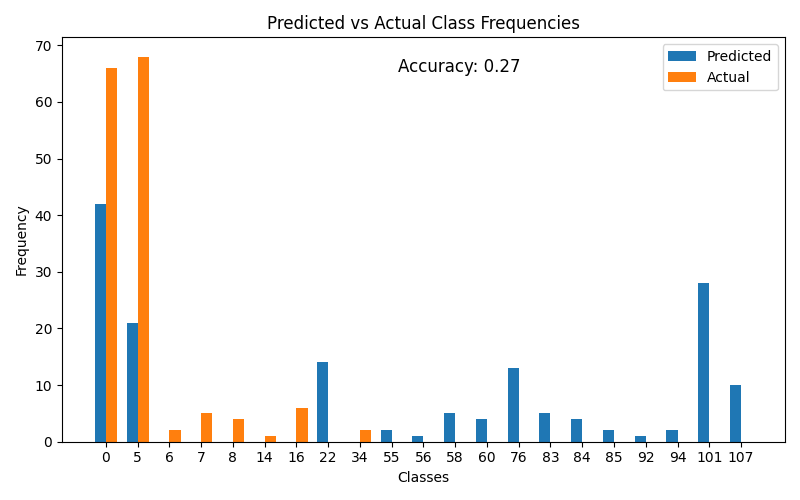 Predicted vs Actual Class Frequencies
Accuracy: 0.27
Predicted
Actual
Frequency
70
60
50
40
30
20
10
0
0 5 6 7 8 14 16 22 34 55 56 58 60 76 83 84 85 92 94 101 107
Classes